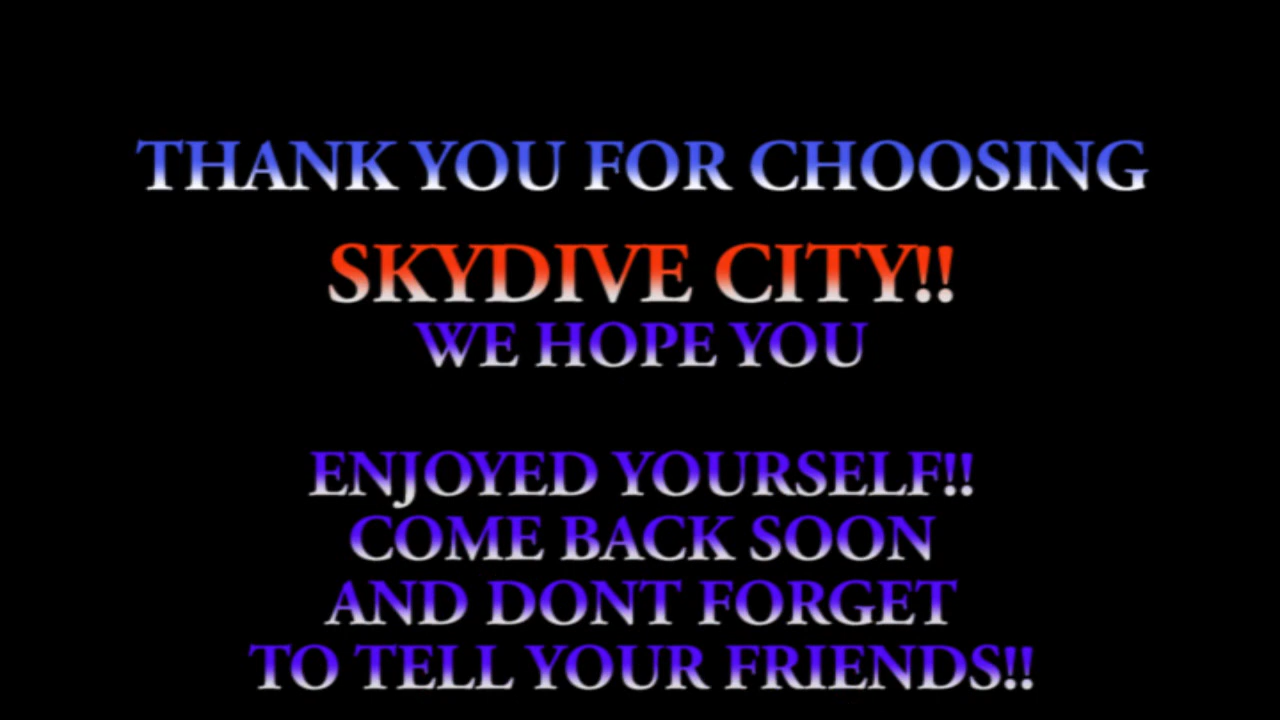 THANK YOU FOR CHOOSING
SKYDIVE CITY!!
WE HOPE YOU
ENJOYED YOURSELF!!
COME BACK SOON
AND DONT FORGET
TO TELL YOUR FRIENDS!!